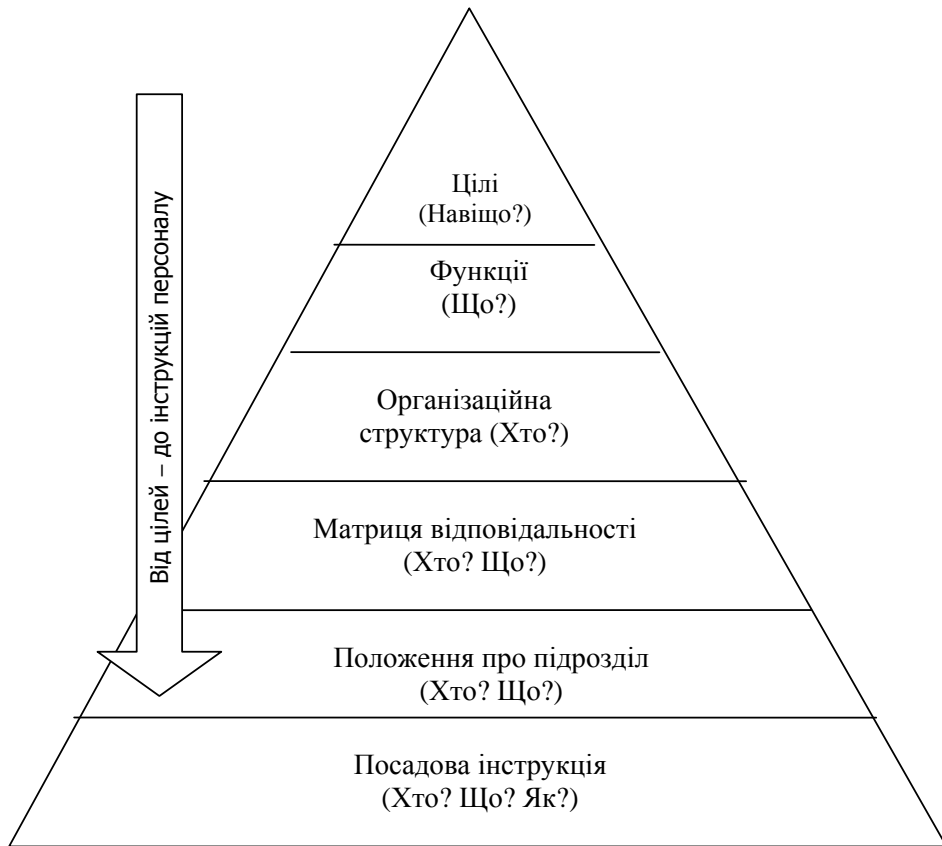 Від цілей – до інструкцій персоналу
Цілі
(Навіщо?)
Функції
(Що?)
Організаційна
структура (Хто?)
Матриця відповідальності
(Хто? Що?)
Положення про підрозділ
(Хто? Що?)
Посадова інструкція
(Хто? Що? Як?)